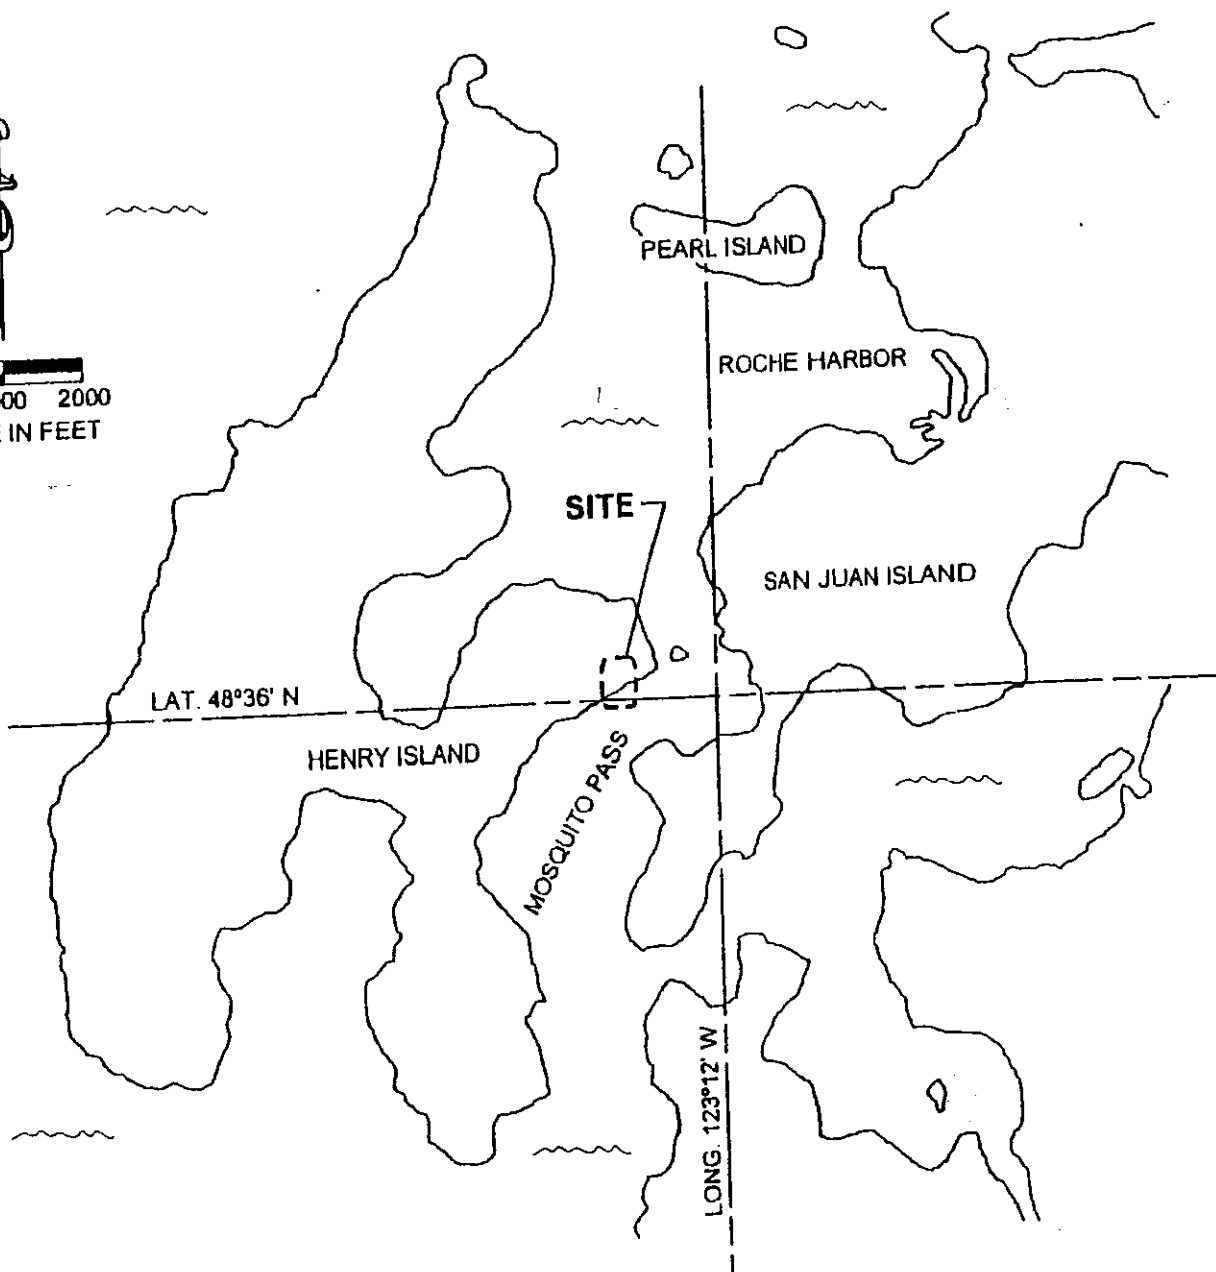 PEARL ISLAND
ROCHE HARBOR
2000
IN FEET
SITE
SAN JUAN ISLAND
LAT. 48°36' N
HENRY ISLAND
MOSQUITO PASS
LONG. 123°12' W